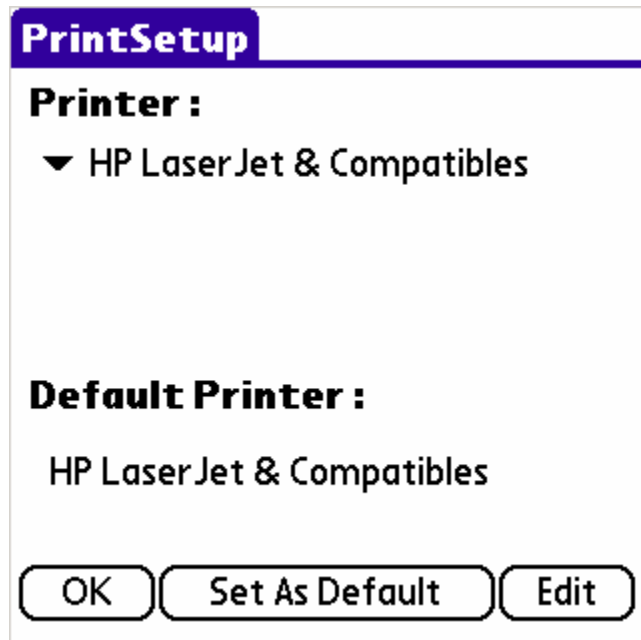 PrintSetup
Printer:
HP LaserJet & Compatibles
Default Printer:
HP LaserJet & Compatibles
OK Set As Default Edit